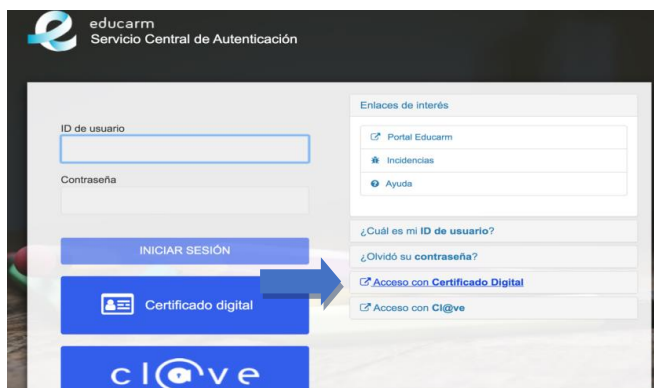 educarm
Servicio Central de Autenticación
ID de usuario
Contraseña
INICIAR SESIÓN
Certificado digital
cl@ve
Enlaces de interés
Portal Educarm
Incidencias
Ayuda
¿Cuál es mi ID de usuario?
¿Olvidó su contraseña?
Acceso con Certificado Digital
Acceso con Cl@ve